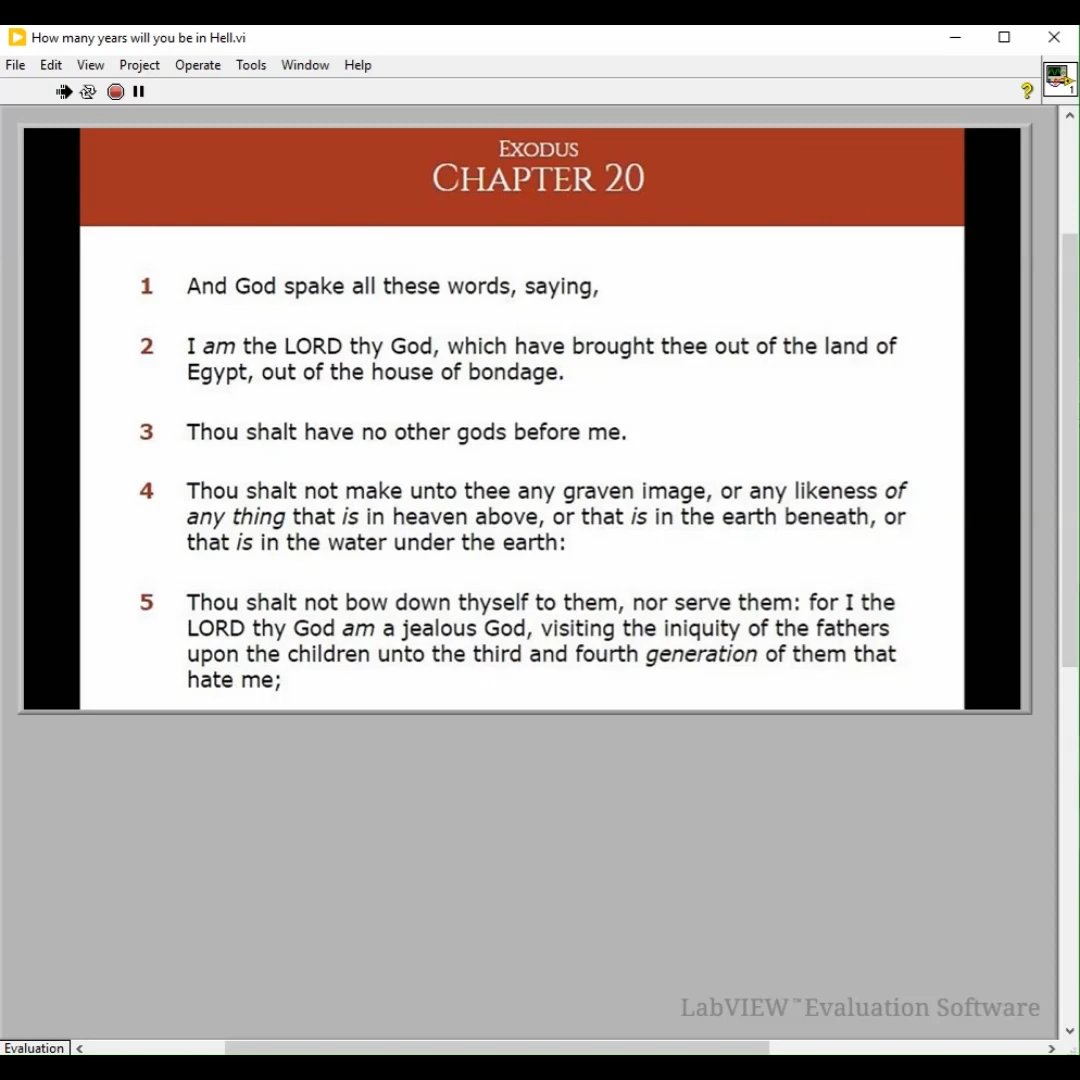 How many years will you be in Hell.vi
File Edit View Project Operate Tools Window Help
1
EXODUS
CHAPTER 20
1 And God spake all these words, saying,
2 I am the LORD thy God, which have brought thee out of the land of
Egypt, out of the house of bondage.
3 Thou shalt have no other gods before me.
4 Thou shalt not make unto thee any graven image, or any likeness of
any thing that is in heaven above, or that is in the earth beneath, or
that is in the water under the earth:
5 Thou shalt not bow down thyself to them, nor serve them: for I the
LORD thy God am a jealous God, visiting the iniquity of the fathers
upon the children unto the third and fourth generation of them that
hate me;
LabVIEW™ Evaluation Software
Evaluation